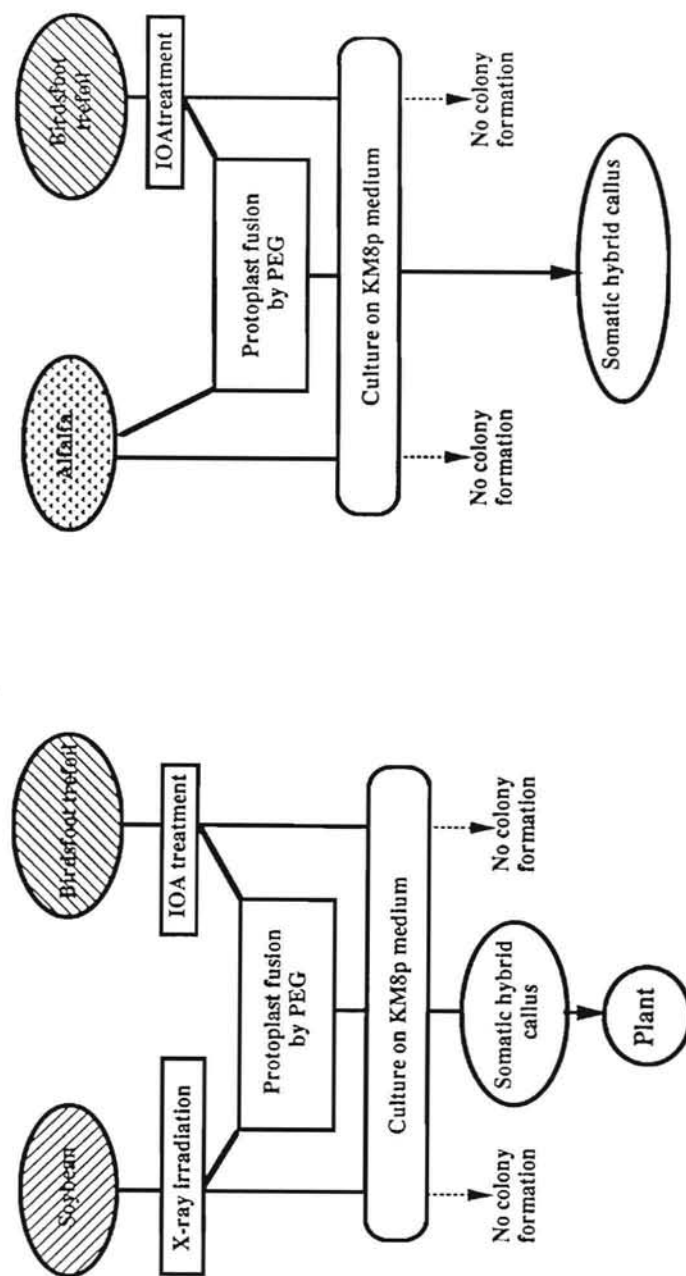 Soybean
Birdsfoot trefoil
X-ray irradiation
IOA treatment
Protoplast fusion
by PEG
Culture on KM8p medium
No colony
formation
Somatic hybrid
callus
No colony
formation
Plant
Alfalfa
Birdsfoot
trefoil
IOAtreatment
Protoplast fusion
by PEG
Culture on KM8p medium
No colony
formation
No colony
formation
Somatic hybrid callus